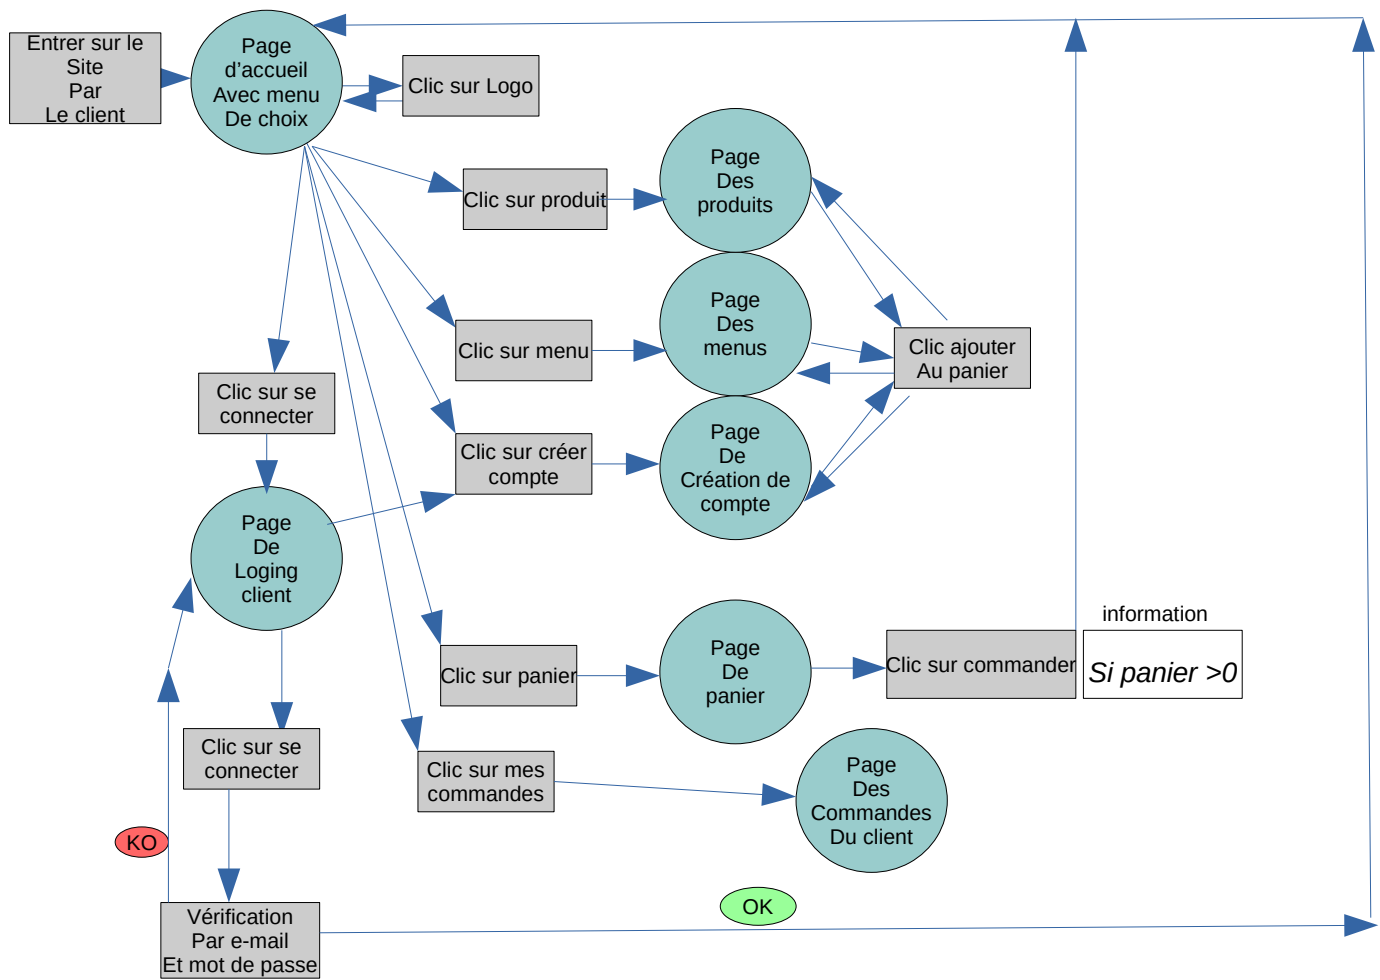 Entrer sur le
Site
Par
Le client
Page
d'accueil
Avec menu
De choix
Clic sur Logo
Clic sur produit
Page
Des
produits
Clic sur menu
Page
Des
menus
Clic ajouter
Au panier
Clic sur se
connecter
Clic sur créer
compte
Page
De
Création de
compte
Page
De
Loging
client
information
Clic sur panier
Page
De
panier
Clic sur commander
Si panier >0
Clic sur se
connecter
Clic sur mes
commandes
Page
Des
Commandes
Du client
KO
OK
Vérification
Par e-mail
Et mot de passe